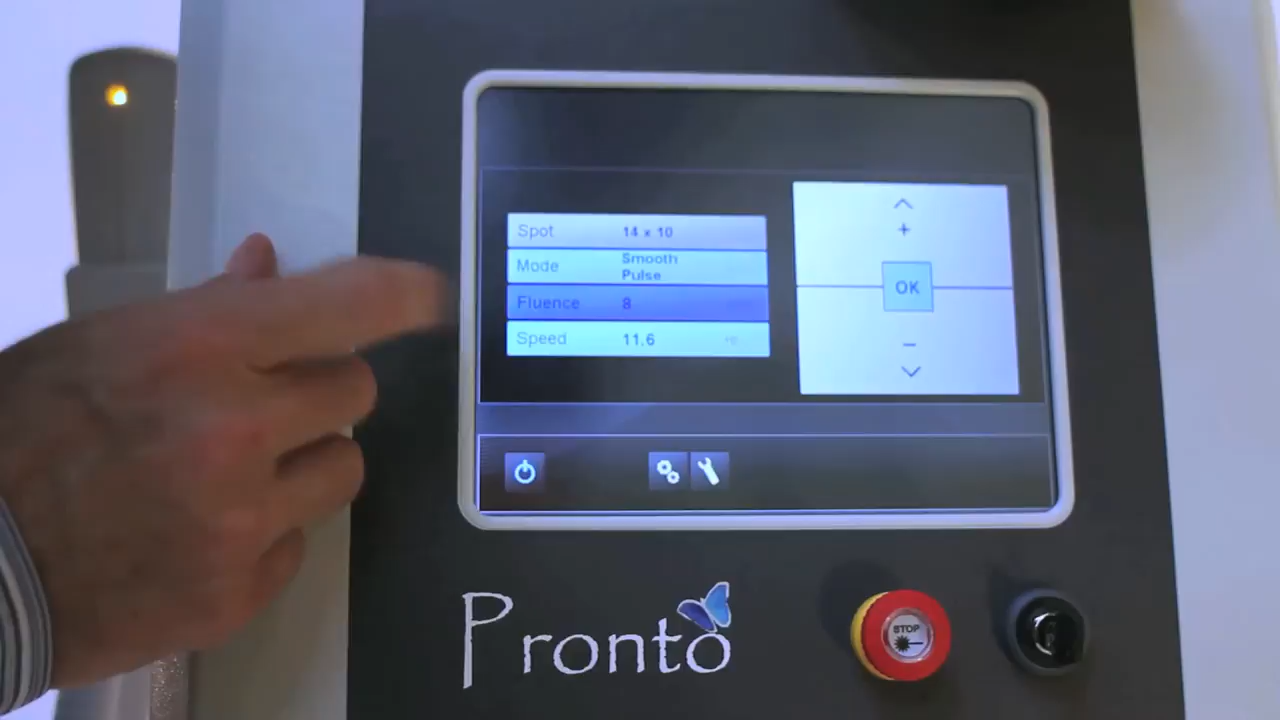 Spot 14 x 10
Mode Smooth
Pulse
Fluence 8
Speed 11.6
+
OK
−
Pronto
STOP